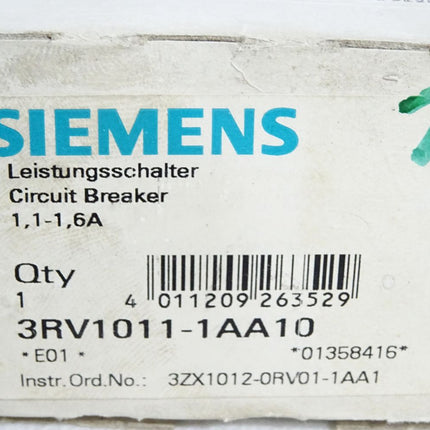 SIEMENS
Leistungsschalter
Circuit Breaker
1,1-1,6A
Qty
1 4 011209 263529
3RV1011-1AA10
*E01* *01358416*
Instr.Ord.No.: 3ZX1012-0RV01-1AA1